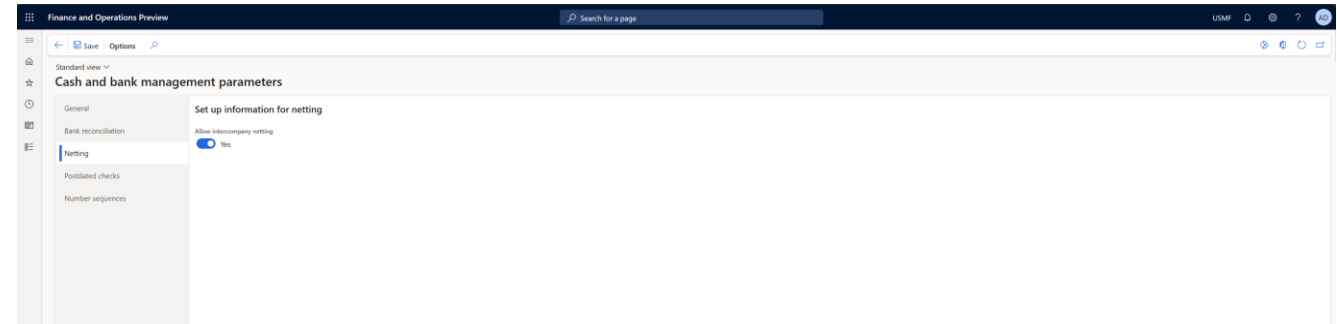 Finance and Operations Preview
Search for a page
USMF
?
AD
Save Options
Standard view
Cash and bank management parameters
General
Bank reconciliation
Netting
Postdated checks
Number sequences
Set up information for netting
Allow intercompany netting
Yes